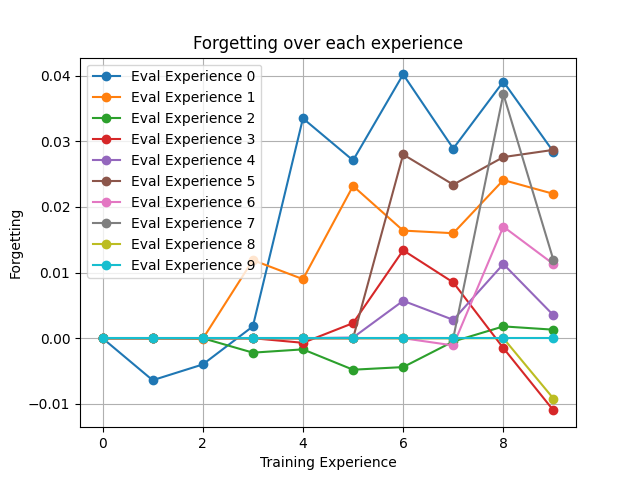 Forgetting over each experience
0.04
0.03
0.02
0.01
0.00
−0.01
Forgetting
Eval Experience 0
Eval Experience 1
Eval Experience 2
Eval Experience 3
Eval Experience 4
Eval Experience 5
Eval Experience 6
Eval Experience 7
Eval Experience 8
Eval Experience 9
0 2 4 6 8
Training Experience